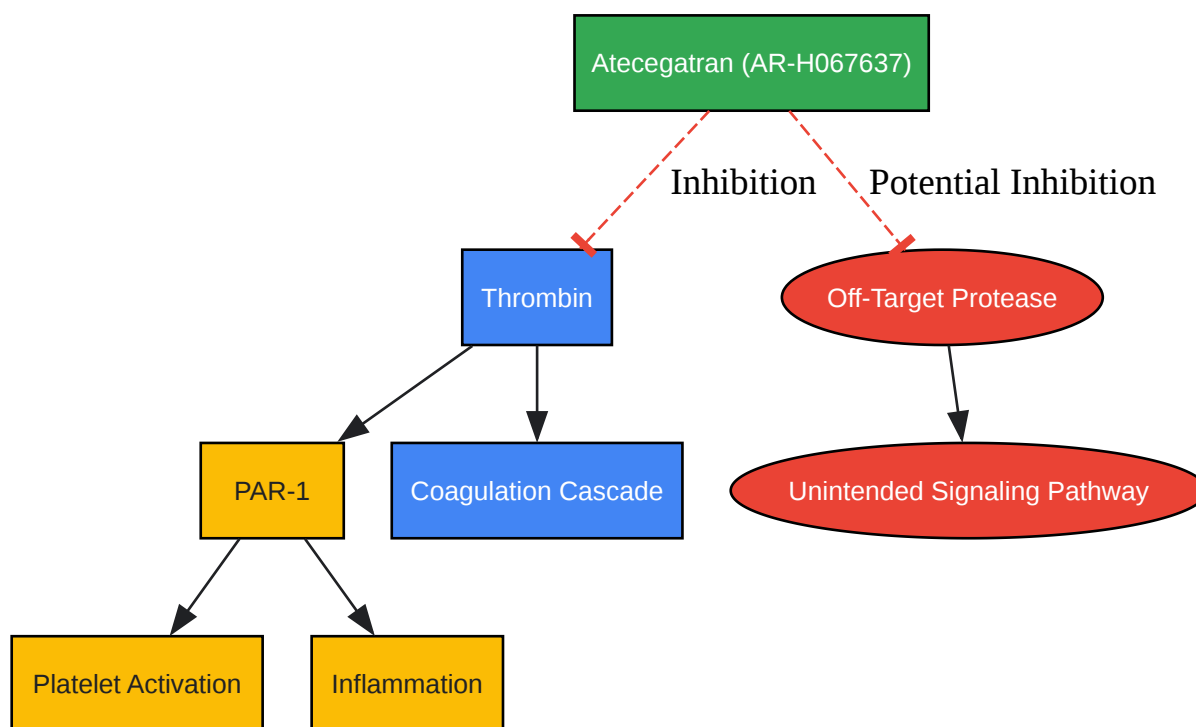 Atecegatran (AR-H067637)
Inhibition
Potential Inhibition
Thrombin
Off-Target Protease
PAR-1
Coagulation Cascade
Unintended Signaling Pathway
Platelet Activation
Inflammation